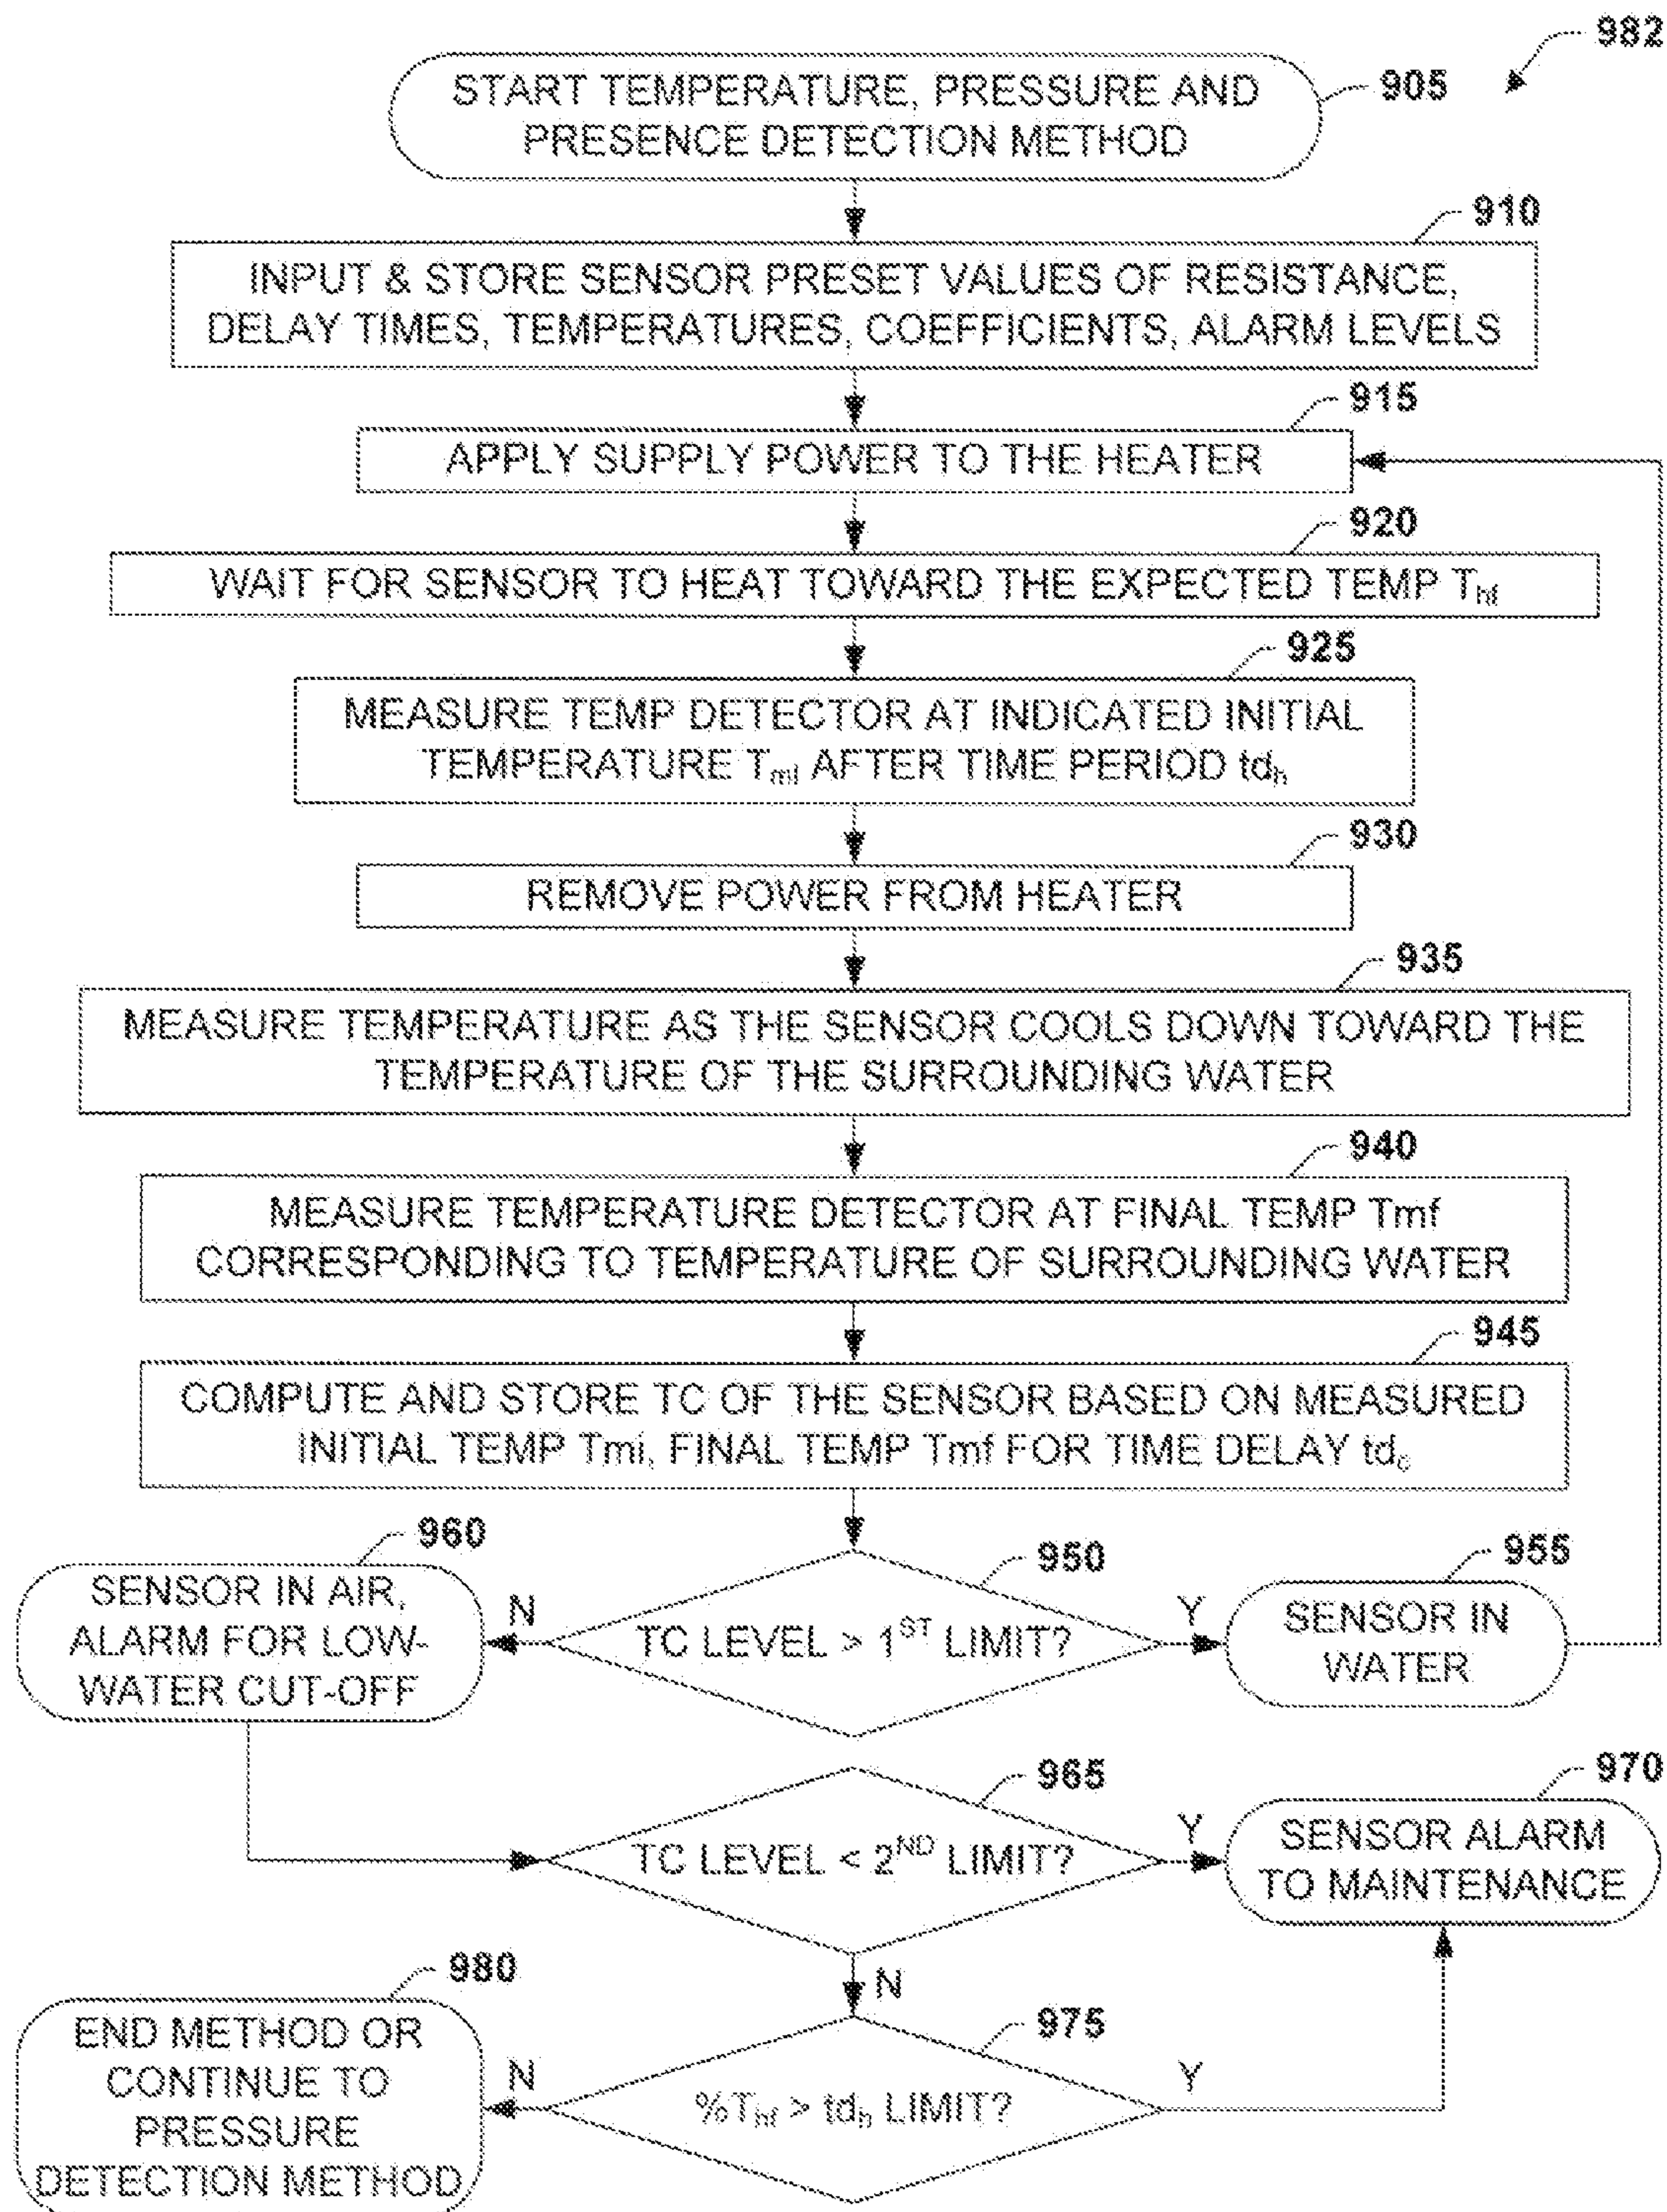 982
START TEMPERATURE, PRESSURE AND
PRESENCE DETECTION METHOD
905
910
INPUT & STORE SENSOR PRESET VALUES OF RESISTANCE,
DELAY TIMES, TEMPERATURES, COEFFICIENTS, ALARM LEVELS
915
APPLY SUPPLY POWER TO THE HEATER
920
WAIT FOR SENSOR TO HEAT TOWARD THE EXPECTED TEMP Thf
925
MEASURE TEMP DETECTOR AT INDICATED INITIAL
TEMPERATURE Tmi AFTER TIME PERIOD tdh
930
REMOVE POWER FROM HEATER
935
MEASURE TEMPERATURE AS THE SENSOR COOLS DOWN TOWARD THE
TEMPERATURE OF THE SURROUNDING WATER
940
MEASURE TEMPERATURE DETECTOR AT FINAL TEMP Tmf
CORRESPONDING TO TEMPERATURE OF SURROUNDING WATER
945
COMPUTE AND STORE TC OF THE SENSOR BASED ON MEASURED
INITIAL TEMP Tmi, FINAL TEMP Tmf FOR TIME DELAY tdc
960
SENSOR IN AIR,
ALARM FOR LOW-
WATER CUT-OFF
N
950
TC LEVEL > 1ST LIMIT?
Y
955
SENSOR IN
WATER
965
TC LEVEL < 2ND LIMIT?
Y
970
SENSOR ALARM
TO MAINTENANCE
N
980
END METHOD OR
CONTINUE TO
PRESSURE
DETECTION METHOD
N
975
%Thf > tdh LIMIT?
Y